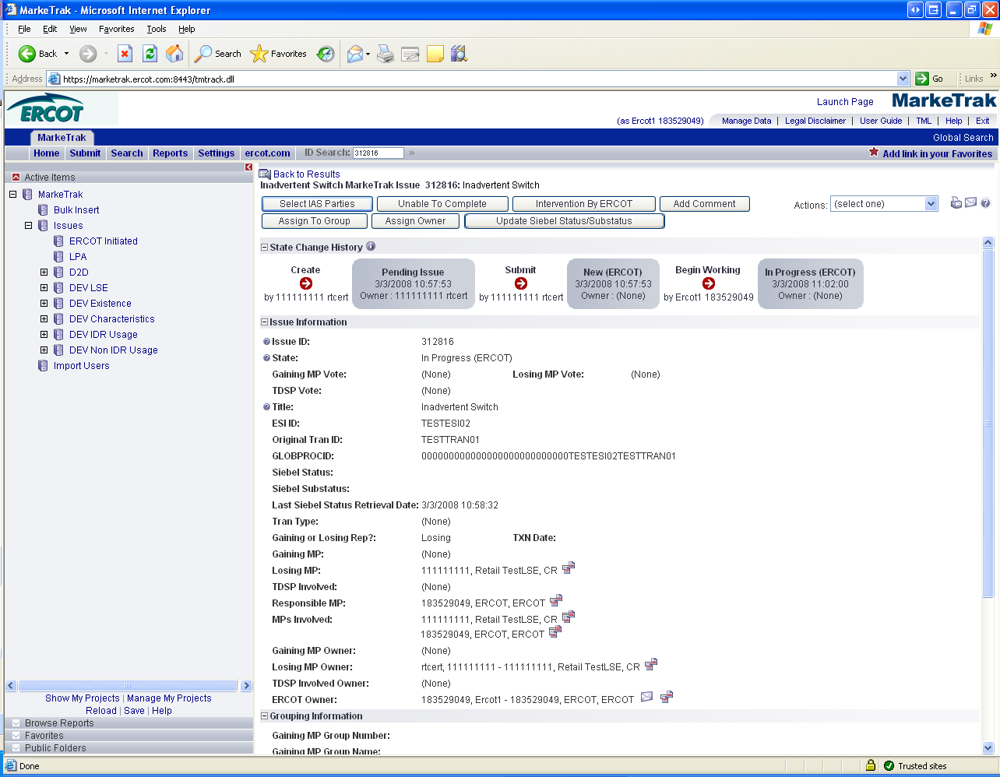 MarkeTrak - Microsoft Internet Explorer
File Edit View Favorites Tools Help
Back Search Favorites
Address https://marketrak.ercot.com:8443/tmtrack.dll Go Links »
ERCOT
Launch Page MarkeTrak
(as Ercot1 183529049) Manage Data | Legal Disclaimer | User Guide | TML | Help | Exit
MarkeTrak Global Search
Home Submit Search Reports Settings ercot.com ID Search: 312816 » Add link in your Favorites
Active Items
MarkeTrak
Bulk Insert
Issues
ERCOT Initiated
LPA
D2D
DEV LSE
DEV Existence
DEV Characteristics
DEV IDR Usage
DEV Non IDR Usage
Import Users
Show My Projects | Manage My Projects
Reload | Save | Help
Browse Reports
Favorites
Public Folders
Back to Results
Inadvertent Switch MarkeTrak Issue 312816: Inadvertent Switch
Select IAS Parties Unable To Complete Intervention By ERCOT Add Comment Actions: (select one)
Assign To Group Assign Owner Update Siebel Status/Substatus
State Change History
Create
by 111111111 rtcert
Pending Issue
3/3/2008 10:57:53
Owner : 111111111 rtcert
Submit
by 111111111 rtcert
New (ERCOT)
3/3/2008 10:57:53
Owner : (None)
Begin Working
by Ercot1 183529049
In Progress (ERCOT)
3/3/2008 11:02:00
Owner : (None)
Issue Information
Issue ID: 312816
State: In Progress (ERCOT)
Gaining MP Vote: (None) Losing MP Vote: (None)
TDSP Vote: (None)
Title: Inadvertent Switch
ESI ID: TESTESI02
Original Tran ID: TESTTRAN01
GLOBPROCID: 000000000000000000000000000TESTESI02TESTTRAN01
Siebel Status:
Siebel Substatus:
Last Siebel Status Retrieval Date: 3/3/2008 10:58:32
Tran Type: (None)
Gaining or Losing Rep?: Losing TXN Date:
Gaining MP: (None)
Losing MP: 111111111, Retail TestLSE, CR
TDSP Involved: (None)
Responsible MP: 183529049, ERCOT, ERCOT
MPs Involved: 111111111, Retail TestLSE, CR
183529049, ERCOT, ERCOT
Gaining MP Owner: (None)
Losing MP Owner: rtcert, 111111111 - 111111111, Retail TestLSE, CR
TDSP Involved Owner: (None)
ERCOT Owner: 183529049, Ercot1 - 183529049, ERCOT, ERCOT
Grouping Information
Gaining MP Group Number:
Gaining MP Group Name:
Done Trusted sites